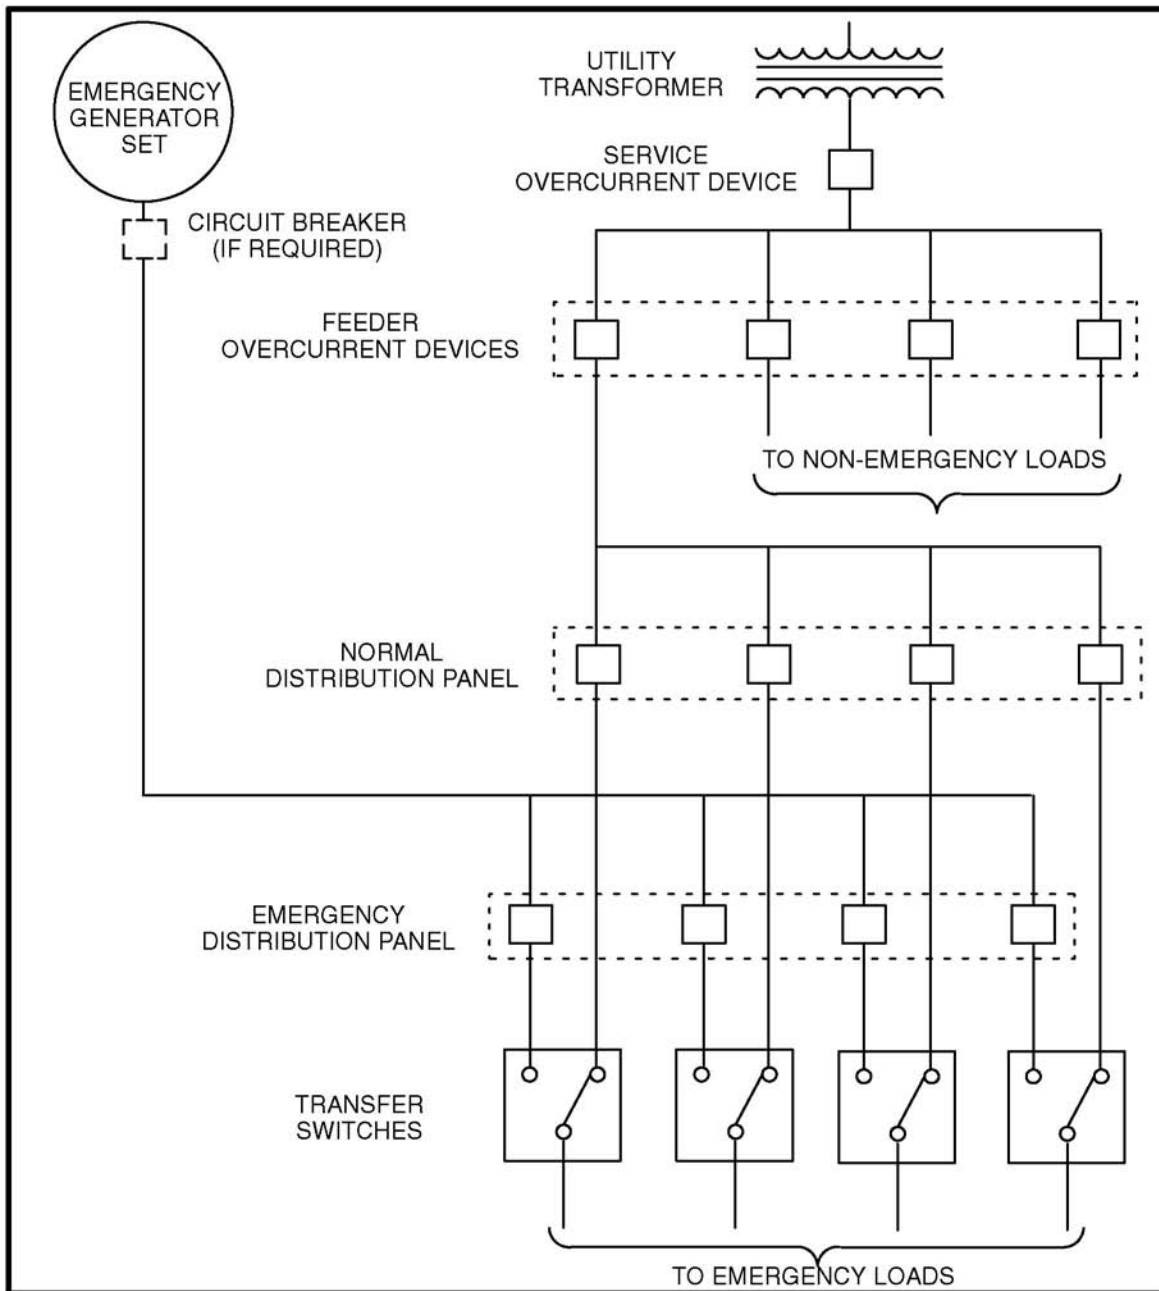 EMERGENCY
GENERATOR
SET
UTILITY
TRANSFORMER
SERVICE
OVERCURRENT DEVICE
CIRCUIT BREAKER
(IF REQUIRED)
FEEDER
OVERCURRENT DEVICES
TO NON-EMERGENCY LOADS
NORMAL
DISTRIBUTION PANEL
EMERGENCY
DISTRIBUTION PANEL
TRANSFER
SWITCHES
TO EMERGENCY LOADS